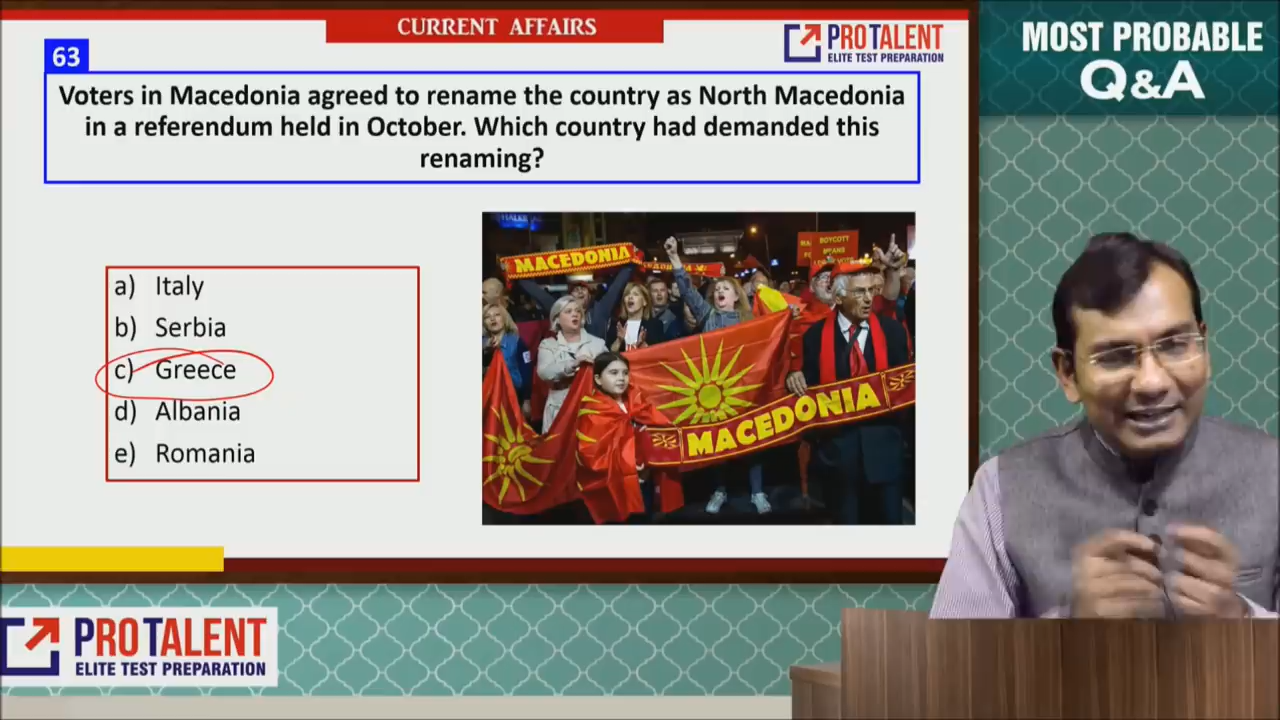 CURRENT AFFAIRS
PROTALENT
ELITE TEST PREPARATION
MOST PROBABLE
Q&A
63
Voters in Macedonia agreed to rename the country as North Macedonia
in a referendum held in October. Which country had demanded this
renaming?
a) Italy
b) Serbia
c) Greece
d) Albania
e) Romania
MACEDONIA
BOYCOTT
MEANS
MACEDONIA
PROTALENT
ELITE TEST PREPARATION